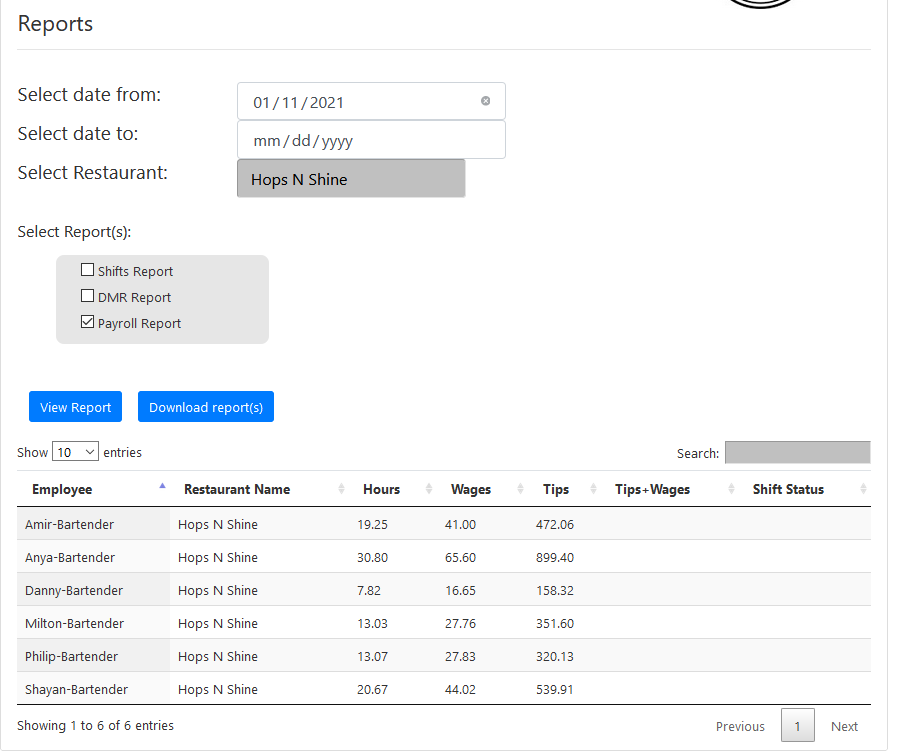 Reports
Select date from: 01/11/2021
Select date to: mm/dd/yyyy
Select Restaurant: Hops N Shine
Select Report(s):
Shifts Report
DMR Report
Payroll Report
View Report Download report(s)
Show 10 entries Search:
Employee Restaurant Name Hours Wages Tips Tips+Wages Shift Status
Amir-Bartender Hops N Shine 19.25 41.00 472.06
Anya-Bartender Hops N Shine 30.80 65.60 899.40
Danny-Bartender Hops N Shine 7.82 16.65 158.32
Milton-Bartender Hops N Shine 13.03 27.76 351.60
Philip-Bartender Hops N Shine 13.07 27.83 320.13
Shayan-Bartender Hops N Shine 20.67 44.02 539.91
Showing 1 to 6 of 6 entries Previous 1 Next